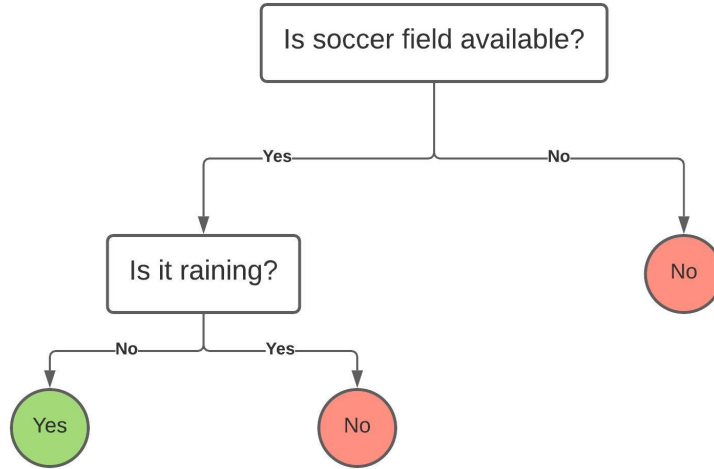 Is soccer field available?
Yes
No
Is it raining?
No
No
Yes
Yes
No